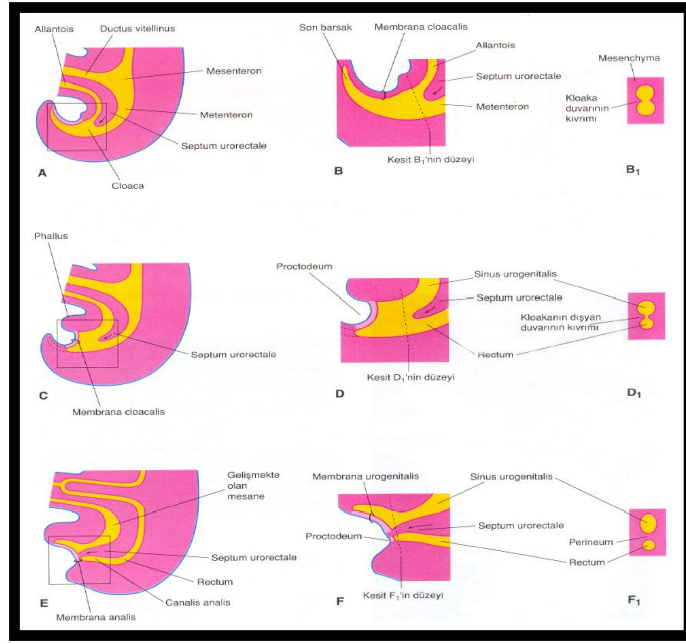 Allantois
Ductus vitellinus
Mesenteron
Metenteron
Septum urorectale
Cloaca
A
Son barsak
Membrana cloacalis
Allantois
Septum urorectale
Metenteron
Kesit B₁'nin düzeyi
B
Mesenchyma
Kloaka
duvarının
kıvrımı
B₁
Phallus
Septum urorectale
Membrana cloacalis
C
Proctodeum
Sinus urogenitalis
Septum urorectale
Rectum
Kesit D₁'nin düzeyi
D
Kloakanın dışyan
duvarının kıvrımı
D₁
Gelişmekte
olan
mesane
Septum urorectale
Rectum
Canalis analis
Membrana analis
E
Membrana urogenitalis
Sinus urogenitalis
Septum urorectale
Proctodeum
Rectum
Kesit F₁'in düzeyi
F
Perineum
F₁